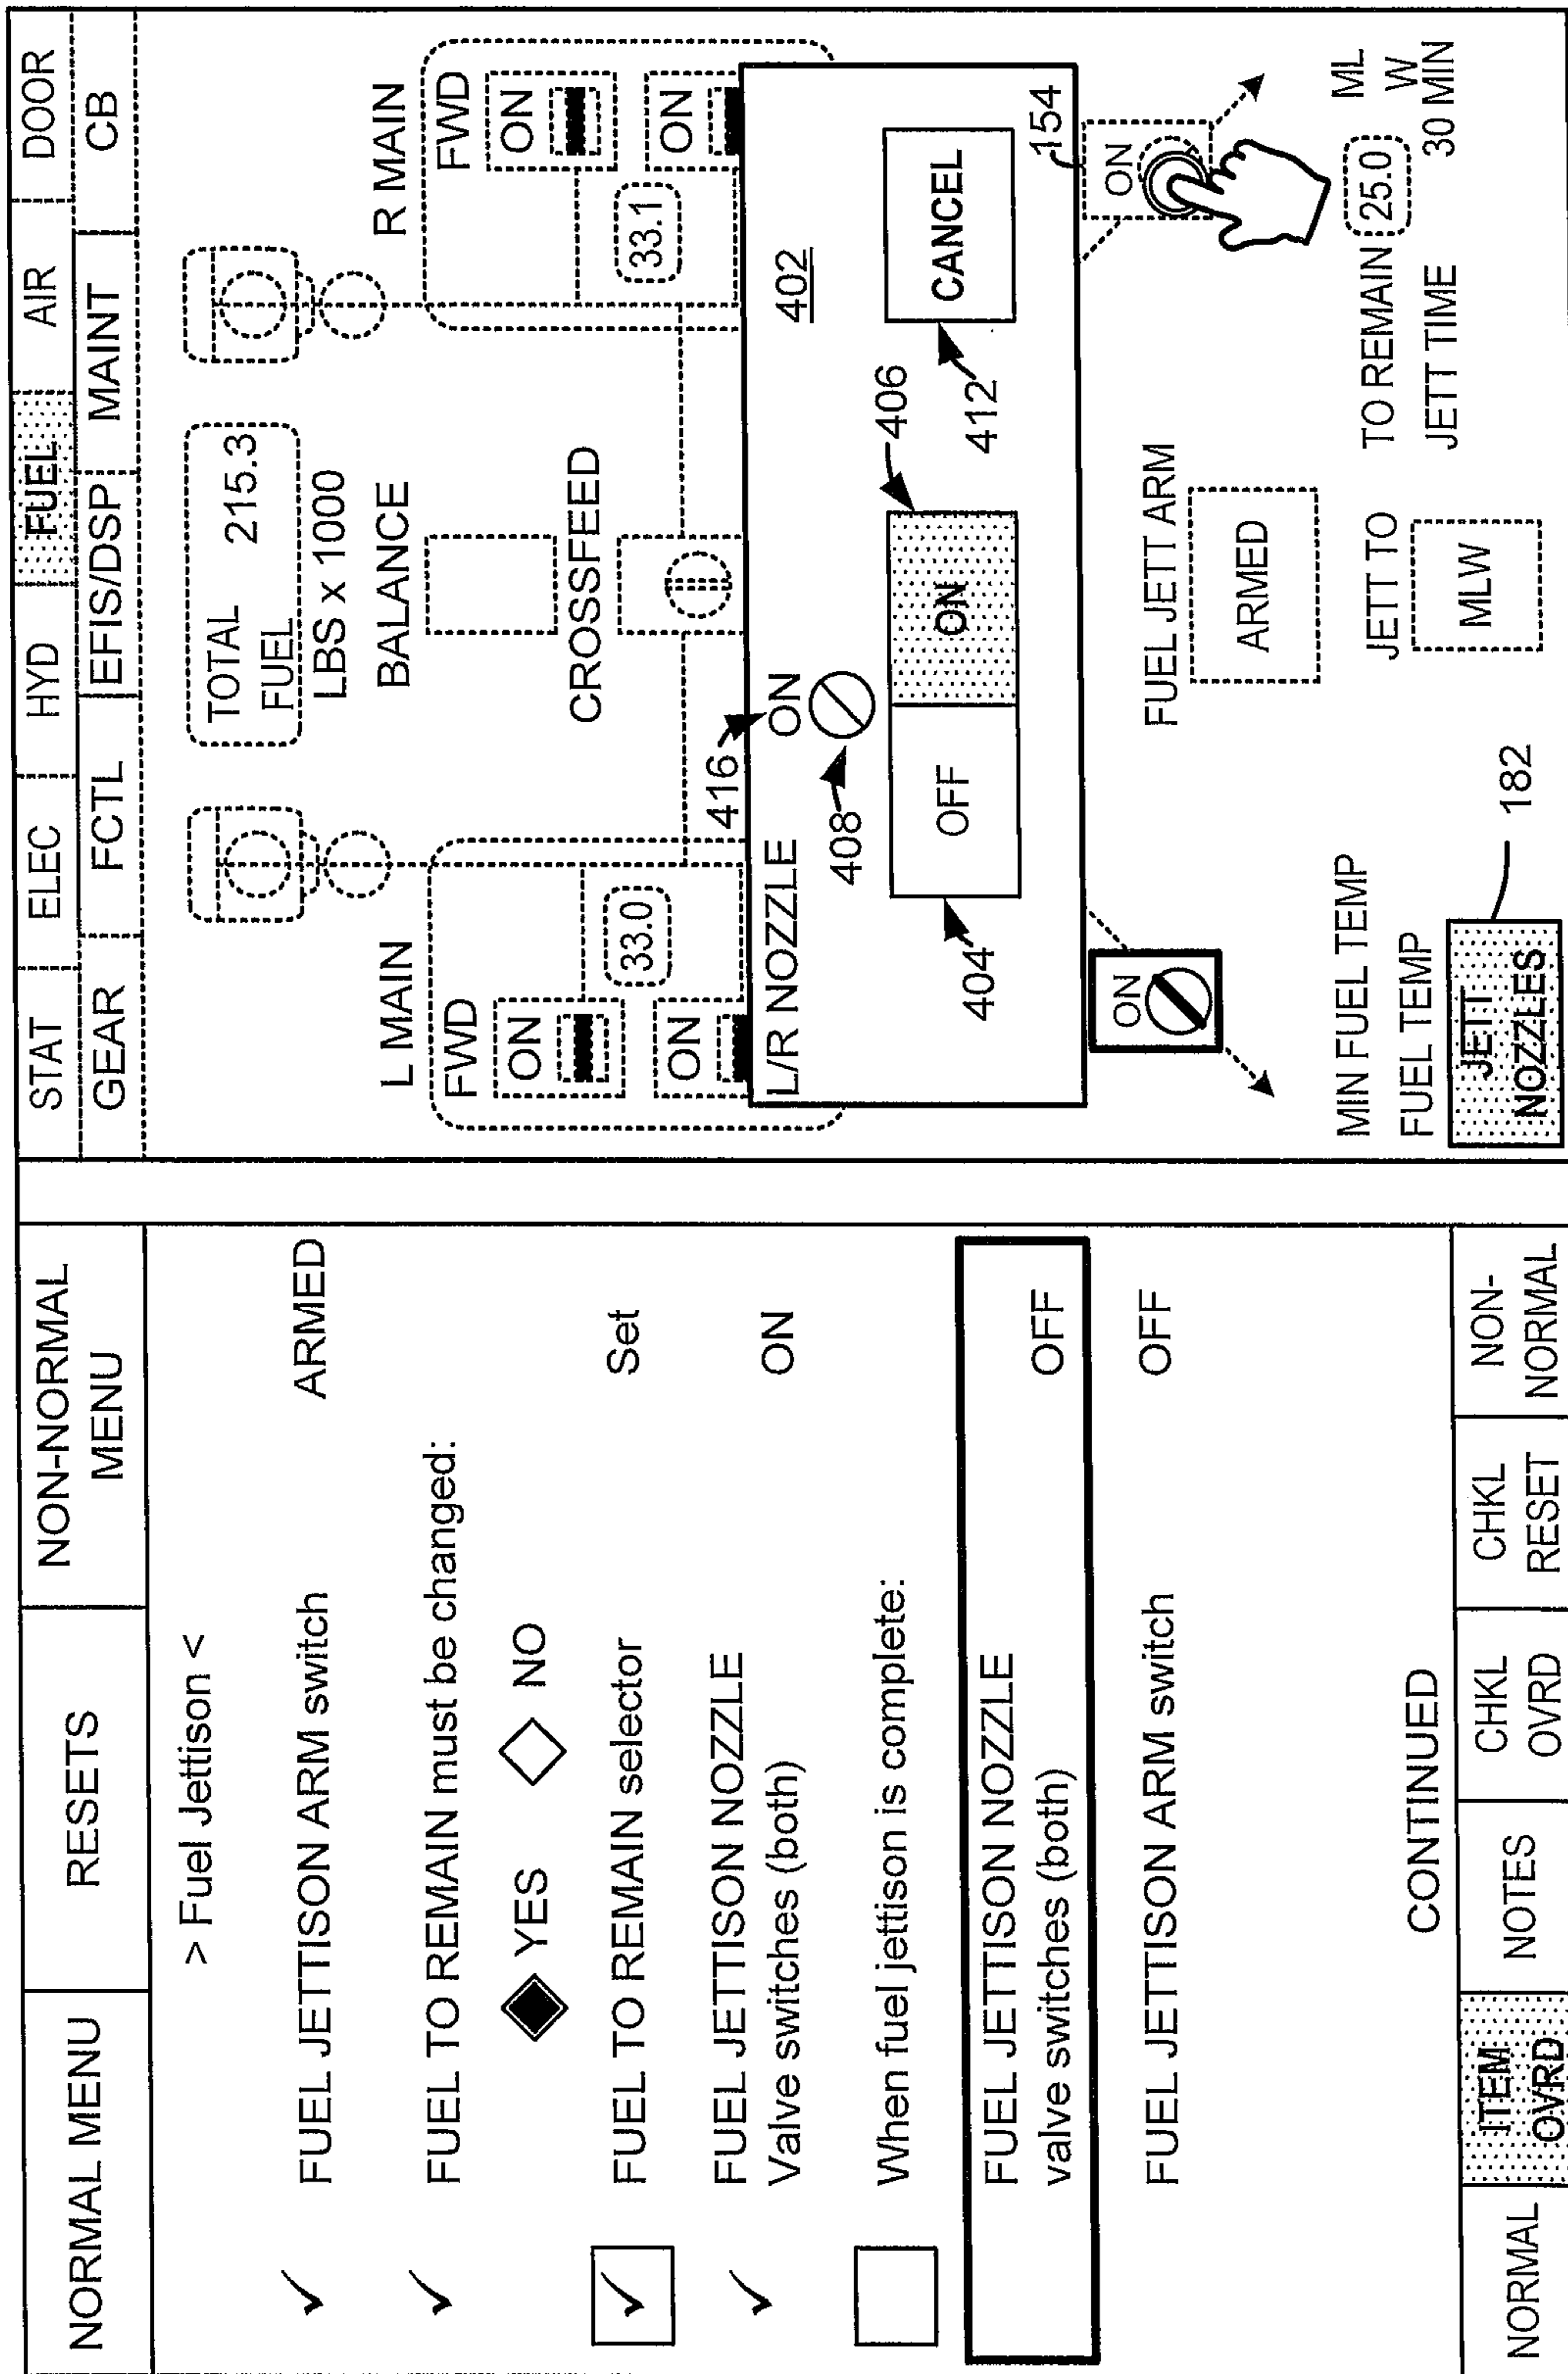 NORMAL MENU
RESETS
NON-NORMAL
MENU
> Fuel Jettison <
✓ FUEL JETTISON ARM switch ARMED
✓ FUEL TO REMAIN must be changed:
YES NO
✓ FUEL TO REMAIN selector Set
✓ FUEL JETTISON NOZZLE
Valve switches (both) ON
When fuel jettison is complete:
FUEL JETTISON NOZZLE
valve switches (both) OFF
FUEL JETTISON ARM switch OFF
CONTINUED
NORMAL
ITEM
OVRD
NOTES
CHKL
OVRD
CHKL
RESET
NON-
NORMAL
STAT ELEC HYD FUEL AIR DOOR
GEAR FCTL EFIS/DSP MAINT CB
TOTAL
FUEL
215.3
LBS x 1000
L MAIN
BALANCE
R MAIN
FWD
FWD
ON
ON
CROSSFEED
33.0
33.1
ON
ON
416
L/R NOZZLE
ON
402
408
406
OFF
ON
CANCEL
404
412
154
ON
ON
FUEL JETT ARM
ARMED
MIN FUEL TEMP
FUEL TEMP
JETT TO
MLW
TO REMAIN
25.0
ML
W
JETT TIME
30 MIN
JETT
NOZZLES
182